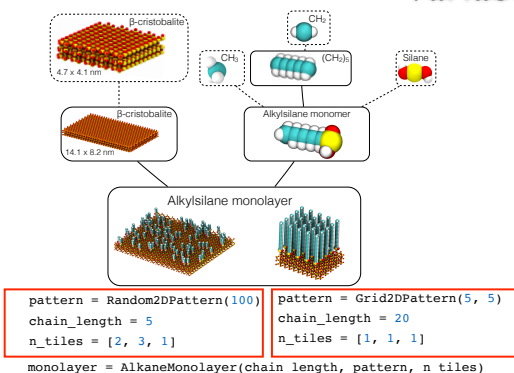 CH2
β-cristobalite
CH3
(CH2)5
Silane
4.7 x 4.1 nm
β-cristobalite
Alkylsilane monomer
14.1 x 8.2 nm
Alkylsilane monolayer
pattern = Random2DPattern(100)
chain_length = 5
n_tiles = [2, 3, 1]
pattern = Grid2DPattern(5, 5)
chain_length = 20
n_tiles = [1, 1, 1]
monolayer = AlkaneMonolayer(chain_length, pattern, n_tiles)